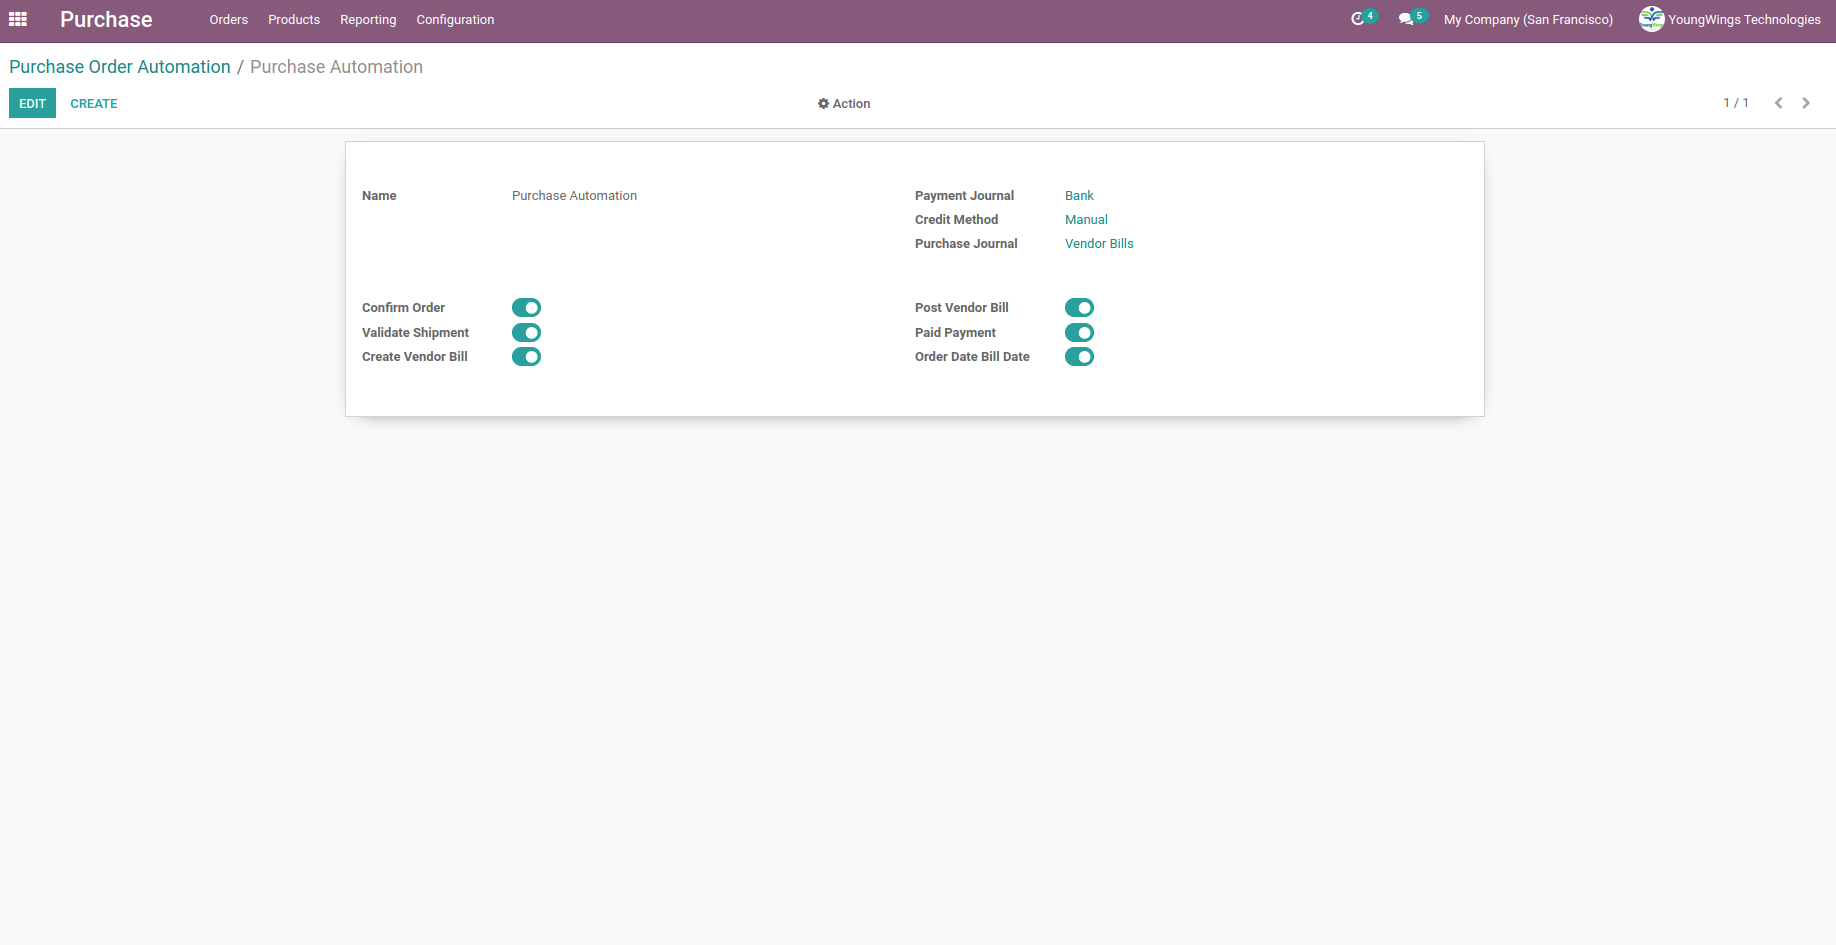 Purchase Orders Products Reporting Configuration 4 5 My Company (San Francisco) YoungWings Technologies
Purchase Order Automation / Purchase Automation
EDIT CREATE Action 1 / 1
Name Purchase Automation Payment Journal Bank
Credit Method Manual
Purchase Journal Vendor Bills
Confirm Order Post Vendor Bill
Validate Shipment Paid Payment
Create Vendor Bill Order Date Bill Date